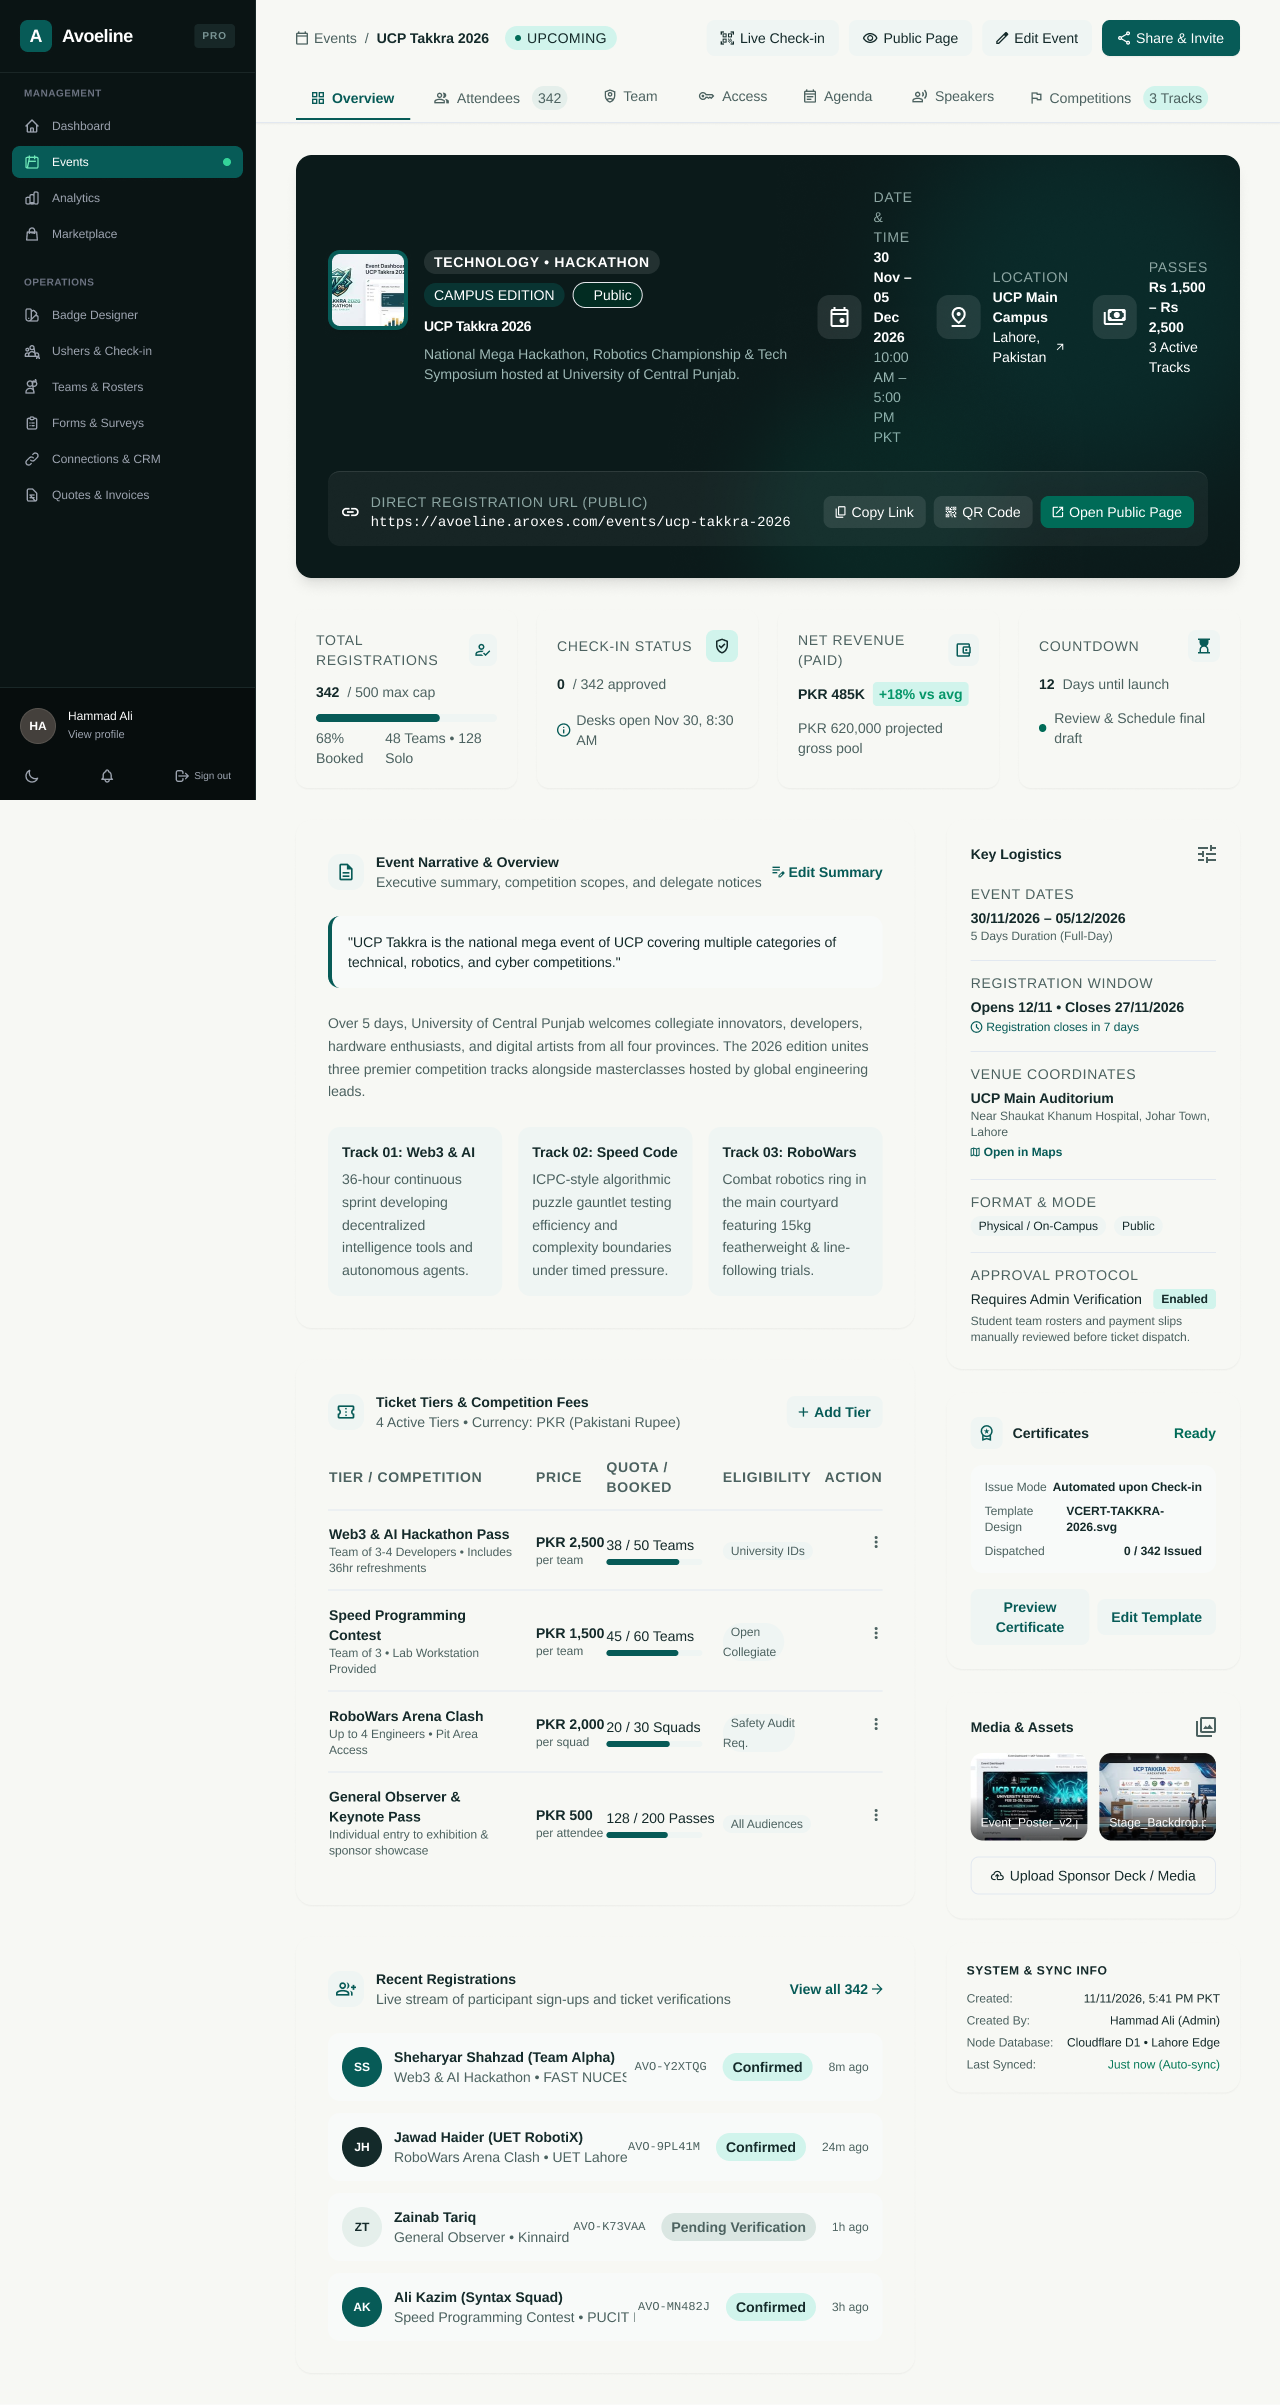 A Avoeline PRO
MANAGEMENT
Dashboard
Events
Analytics
Marketplace
OPERATIONS
Badge Designer
Ushers & Check-in
Teams & Rosters
Forms & Surveys
Connections & CRM
Quotes & Invoices
HA
Hammad Ali
View profile
Sign out
Events / UCP Takkra 2026 UPCOMING
Live Check-in
Public Page
Edit Event
Share & Invite
Overview
Attendees 342
Team
Access
Agenda
Speakers
Competitions 3 Tracks
TECHNOLOGY • HACKATHON
CAMPUS EDITION
Public
UCP Takkra 2026
National Mega Hackathon, Robotics Championship & Tech
Symposium hosted at University of Central Punjab.
DATE
&
TIME
30
Nov –
05
Dec
2026
10:00
AM –
5:00
PM
PKT
LOCATION
UCP Main
Campus
Lahore,
Pakistan
PASSES
Rs 1,500
– Rs
2,500
3 Active
Tracks
DIRECT REGISTRATION URL (PUBLIC)
https://avoeline.aroxes.com/events/ucp-takkra-2026
Copy Link
QR Code
Open Public Page
TOTAL
REGISTRATIONS
342 / 500 max cap
68%
Booked
48 Teams • 128
Solo
CHECK-IN STATUS
0 / 342 approved
Desks open Nov 30, 8:30
AM
NET REVENUE
(PAID)
PKR 485K +18% vs avg
PKR 620,000 projected
gross pool
COUNTDOWN
12 Days until launch
Review & Schedule final
draft
Event Narrative & Overview
Executive summary, competition scopes, and delegate notices
Edit Summary
"UCP Takkra is the national mega event of UCP covering multiple categories of
technical, robotics, and cyber competitions."
Over 5 days, University of Central Punjab welcomes collegiate innovators, developers,
hardware enthusiasts, and digital artists from all four provinces. The 2026 edition unites
three premier competition tracks alongside masterclasses hosted by global engineering
leads.
Track 01: Web3 & AI
36-hour continuous
sprint developing
decentralized
intelligence tools and
autonomous agents.
Track 02: Speed Code
ICPC-style algorithmic
puzzle gauntlet testing
efficiency and
complexity boundaries
under timed pressure.
Track 03: RoboWars
Combat robotics ring in
the main courtyard
featuring 15kg
featherweight & line-
following trials.
Ticket Tiers & Competition Fees
4 Active Tiers • Currency: PKR (Pakistani Rupee)
Add Tier
TIER / COMPETITION
PRICE
QUOTA /
BOOKED
ELIGIBILITY
ACTION
Web3 & AI Hackathon Pass
Team of 3-4 Developers • Includes
36hr refreshments
PKR 2,500
per team
38 / 50 Teams
University IDs
Speed Programming
Contest
Team of 3 • Lab Workstation
Provided
PKR 1,500
per team
45 / 60 Teams
Open
Collegiate
RoboWars Arena Clash
Up to 4 Engineers • Pit Area
Access
PKR 2,000
per squad
20 / 30 Squads
Safety Audit
Req.
General Observer &
Keynote Pass
Individual entry to exhibition &
sponsor showcase
PKR 500
per attendee
128 / 200 Passes
All Audiences
Recent Registrations
Live stream of participant sign-ups and ticket verifications
View all 342
SS
Sheharyar Shahzad (Team Alpha)
Web3 & AI Hackathon • FAST NUCES
AVO-Y2XTQG
Confirmed
8m ago
JH
Jawad Haider (UET RobotiX)
RoboWars Arena Clash • UET Lahore
AVO-9PL41M
Confirmed
24m ago
ZT
Zainab Tariq
General Observer • Kinnaird
AVO-K73VAA
Pending Verification
1h ago
AK
Ali Kazim (Syntax Squad)
Speed Programming Contest • PUCIT
AVO-MN482J
Confirmed
3h ago
Key Logistics
EVENT DATES
30/11/2026 – 05/12/2026
5 Days Duration (Full-Day)
REGISTRATION WINDOW
Opens 12/11 • Closes 27/11/2026
Registration closes in 7 days
VENUE COORDINATES
UCP Main Auditorium
Near Shaukat Khanum Hospital, Johar Town,
Lahore
Open in Maps
FORMAT & MODE
Physical / On-Campus
Public
APPROVAL PROTOCOL
Requires Admin Verification
Enabled
Student team rosters and payment slips
manually reviewed before ticket dispatch.
Certificates
Ready
Issue Mode Automated upon Check-in
Template
Design
VCERT-TAKKRA-
2026.svg
Dispatched 0 / 342 Issued
Preview
Certificate
Edit Template
Media & Assets
UCP TAKKRA
UNIVERSITY FESTIVAL
Event_Poster_v2.
UCP TAKKRA 2026
Stage_Backdrop.
Upload Sponsor Deck / Media
SYSTEM & SYNC INFO
Created: 11/11/2026, 5:41 PM PKT
Created By: Hammad Ali (Admin)
Node Database: Cloudflare D1 • Lahore Edge
Last Synced: Just now (Auto-sync)